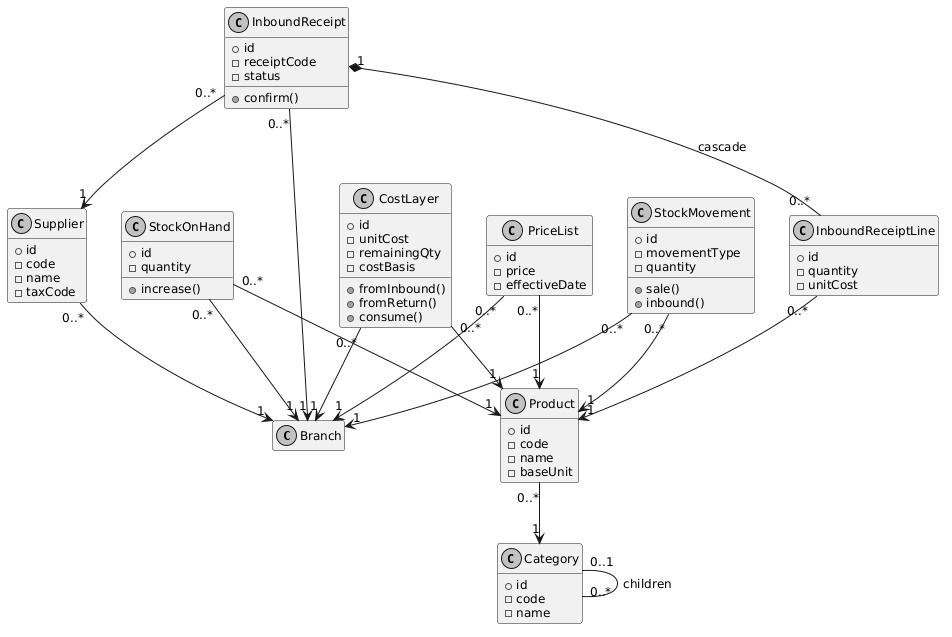 C InboundReceipt
id
receiptCode
status
confirm()
1
0..*
0..*
cascade
1
0..*
C Supplier
id
code
name
taxCode
C StockOnHand
id
quantity
increase()
C CostLayer
id
unitCost
remainingQty
costBasis
fromInbound()
fromReturn()
consume()
C PriceList
id
price
effectiveDate
C StockMovement
id
movementType
quantity
sale()
inbound()
C InboundReceiptLine
id
quantity
unitCost
0..*
0..*
0..*
0..*
0..*
0..*
0..*
0..*
0..*
0..*
1
1
1
1
1
1
1
1
1
1
1
C Branch
C Product
id
code
name
baseUnit
0..*
1
C Category
id
code
name
0..1
children
0..*